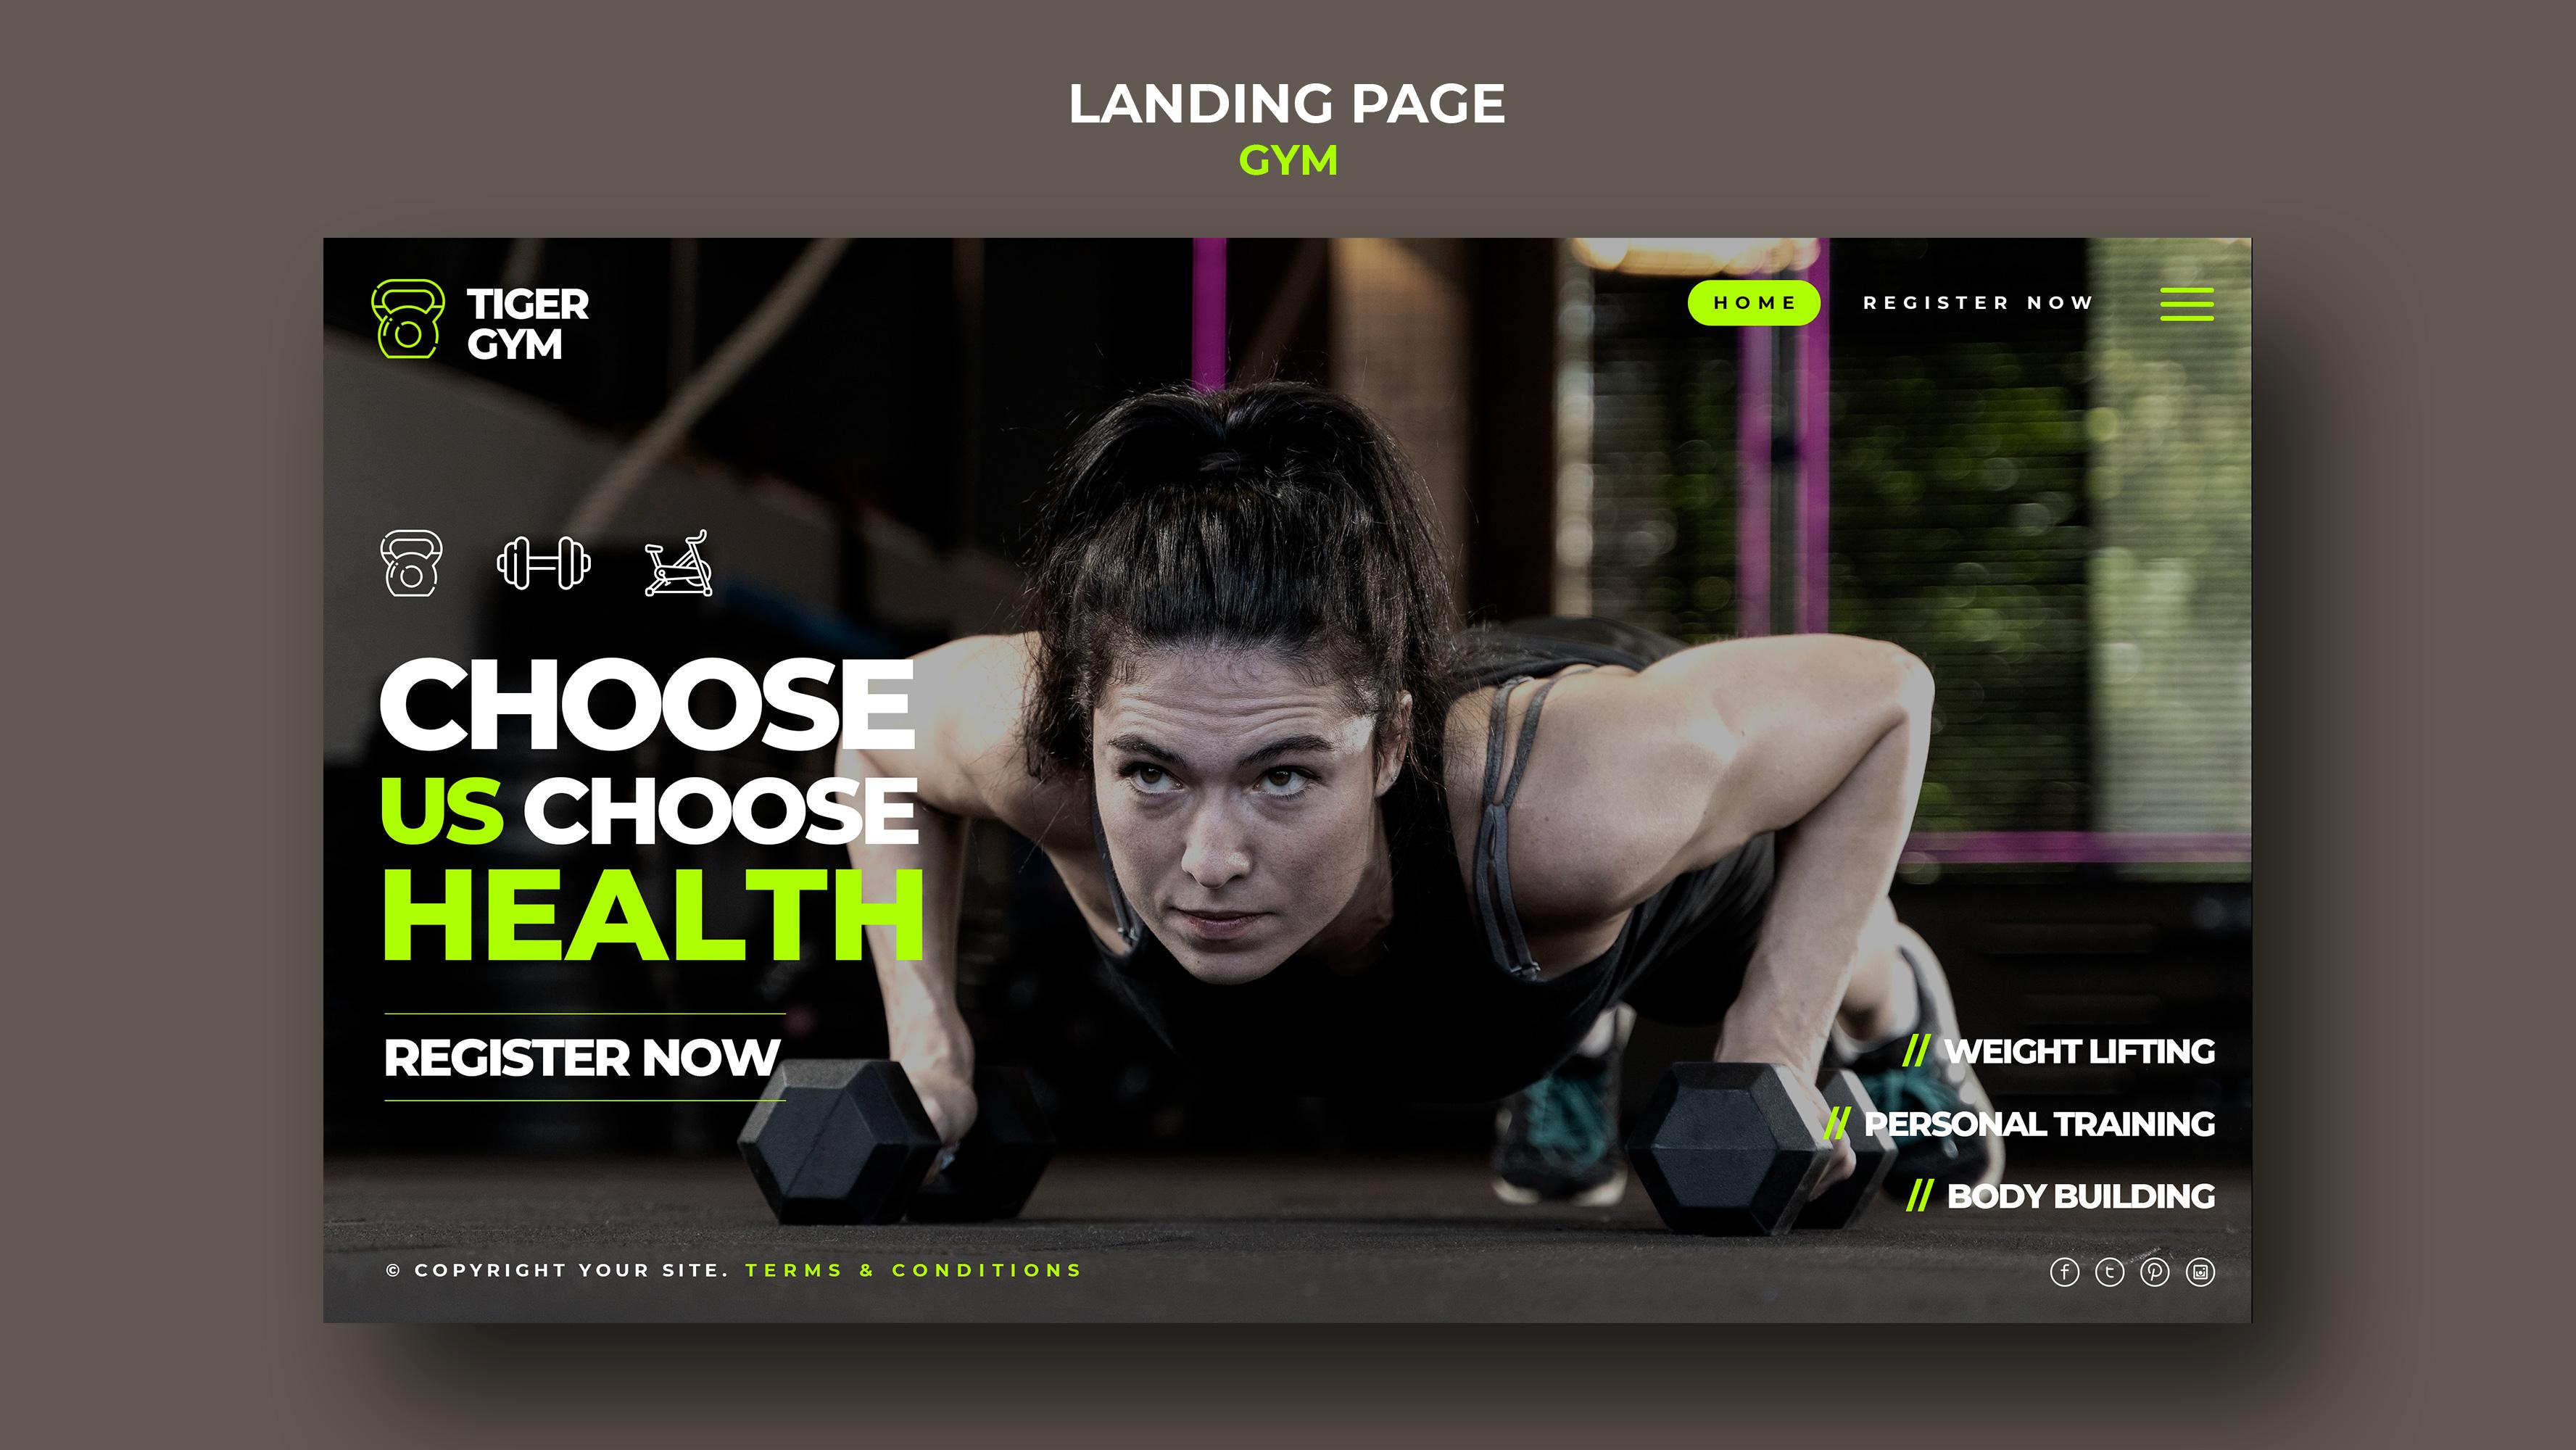 LANDING PAGE
GYM
TIGER
GYM
HOME
REGISTER NOW
CHOOSE
US CHOOSE
HEALTH
REGISTER NOW
// WEIGHT LIFTING
// PERSONAL TRAINING
// BODY BUILDING
© COPYRIGHT YOUR SITE. TERMS & CONDITIONS